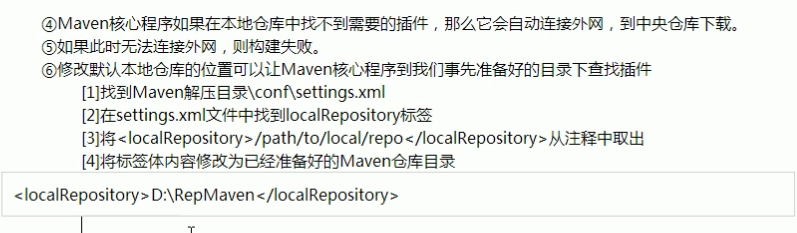 ④Maven核心程序如果在本地仓库中找不到需要的插件，那么它会自动连接外网，到中央仓库下载。
⑤如果此时无法连接外网，则构建失败。
⑥修改默认本地仓库的位置可以让Maven核心程序到我们事先准备好的目录下查找插件
[1]找到Maven解压目录\conf\settings.xml
[2]在settings.xml文件中找到localRepository标签
[3]将<localRepository>/path/to/local/repo</localRepository>从注释中取出
[4]将标签体内容修改为已经准备好的Maven仓库目录
<localRepository>D:\RepMaven</localRepository>